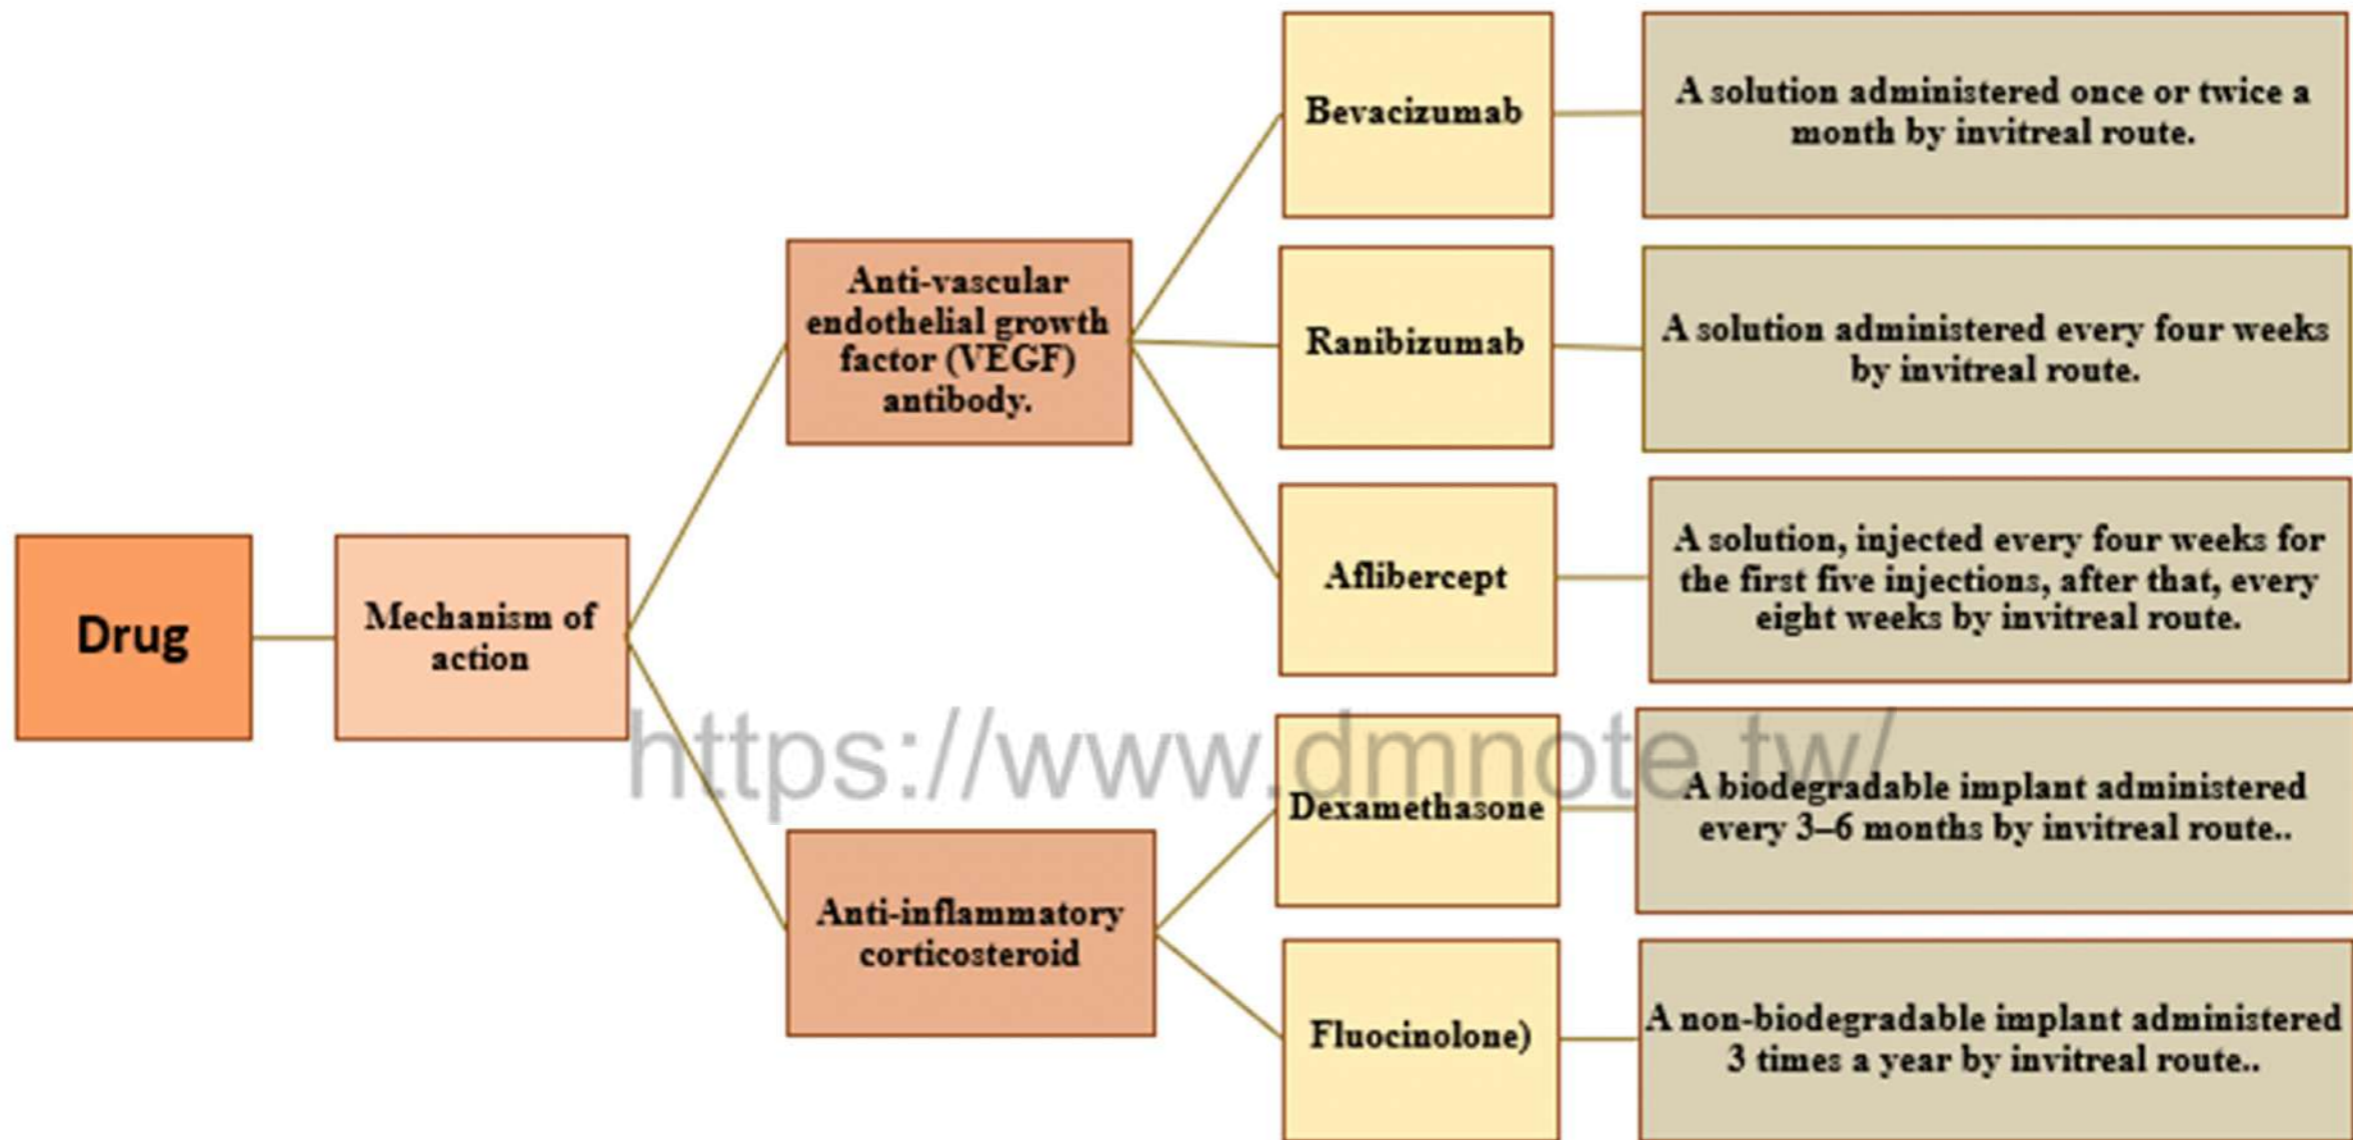 Drug
Mechanism of
action
Anti-vascular
endothelial growth
factor (VEGF)
antibody.
Bevacizumab
A solution administered once or twice a
month by invitreal route.
Ranibizumab
A solution administered every four weeks
by invitreal route.
Aflibercept
A solution, injected every four weeks for
the first five injections, after that, every
eight weeks by invitreal route.
Anti-inflammatory
corticosteroid
Dexamethasone
A biodegradable implant administered
every 3–6 months by invitreal route..
Fluocinolone)
A non-biodegradable implant administered
3 times a year by invitreal route..
https://www.dmnote.tw/